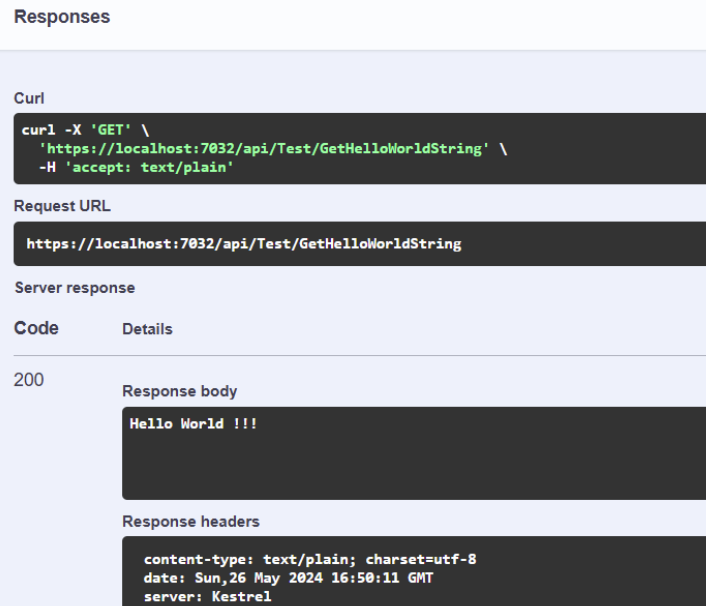 Responses
Curl
curl -X 'GET' \
'https://localhost:7032/api/Test/GetHelloWorldString' \
-H 'accept: text/plain'
Request URL
https://localhost:7032/api/Test/GetHelloWorldString
Server response
Code Details
200
Response body
Hello World !!!
Response headers
content-type: text/plain; charset=utf-8
date: Sun,26 May 2024 16:50:11 GMT
server: Kestrel